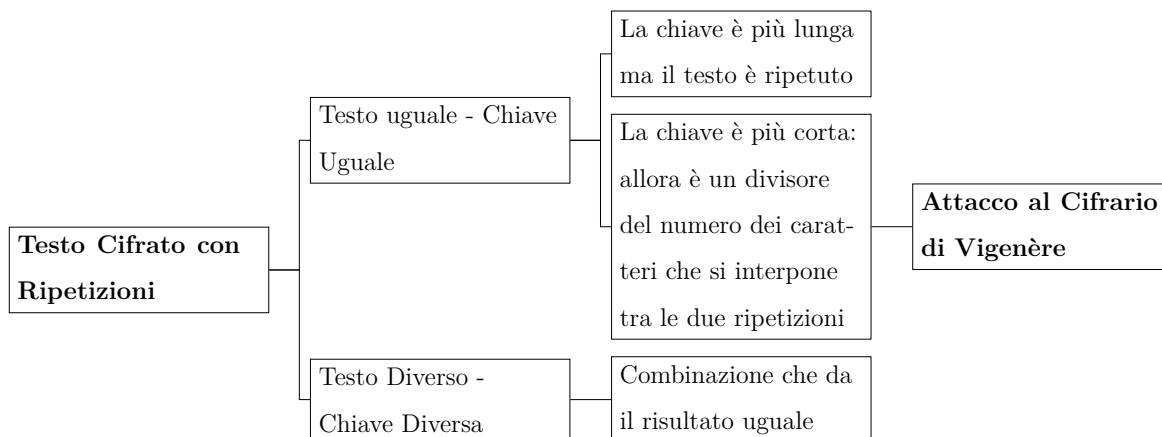 Testo Cifrato con
Ripetizioni
Testo uguale - Chiave
Uguale
La chiave è più lunga
ma il testo è ripetuto
La chiave è più corta:
allora è un divisore
del numero dei carat-
teri che si interpone
tra le due ripetizioni
Attacco al Cifrario
di Vigenère
Testo Diverso -
Chiave Diversa
Combinazione che da
il risultato uguale